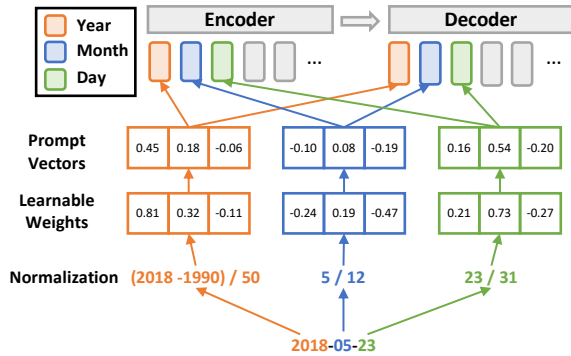 Year
Month
Day
Encoder
Decoder
...
...
Prompt
Vectors
0.45 0.18 -0.06
-0.10 0.08 -0.19
0.16 0.54 -0.20
Learnable
Weights
0.81 0.32 -0.11
-0.24 0.19 -0.47
0.21 0.73 -0.27
Normalization
(2018 -1990) / 50
5 / 12
23 / 31
2018-05-23